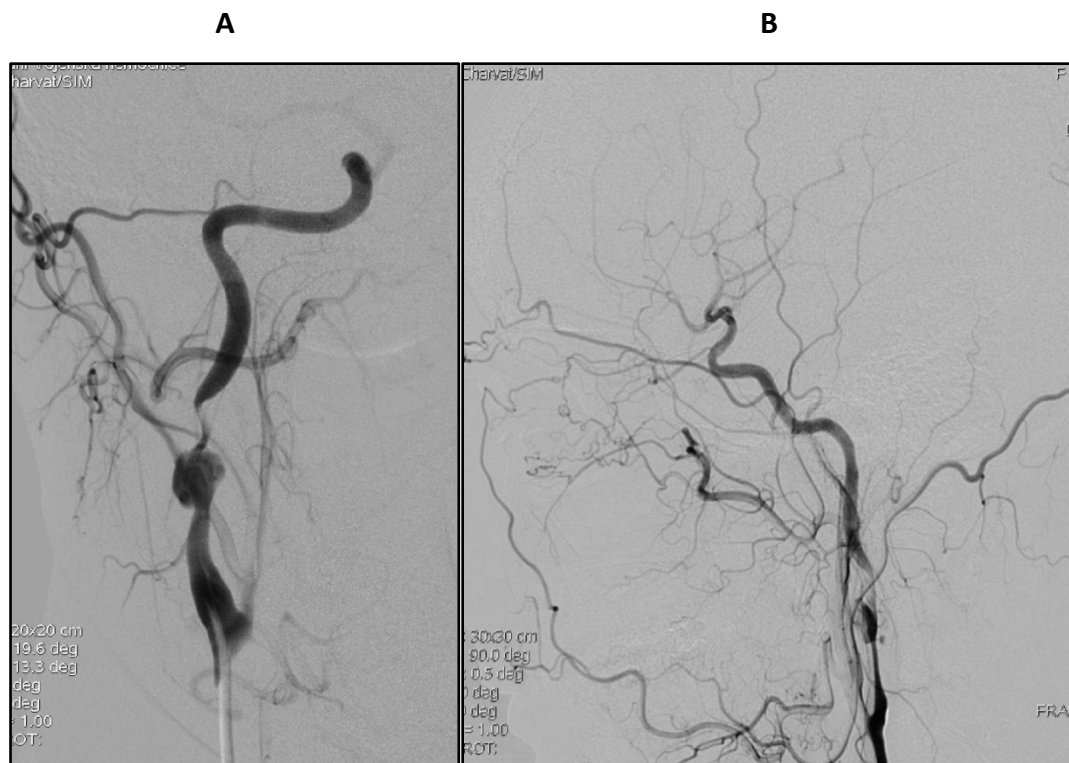 A
B
harvat/SIM
20x20 cm
19.6 deg
13.3 deg
deg
deg
= 1.00
ROT:
Charvat/SIM
F
: 30x30 cm
90.0 deg
: 0.5 deg
0 deg
0 deg
= 1.00
ROT:
FRA